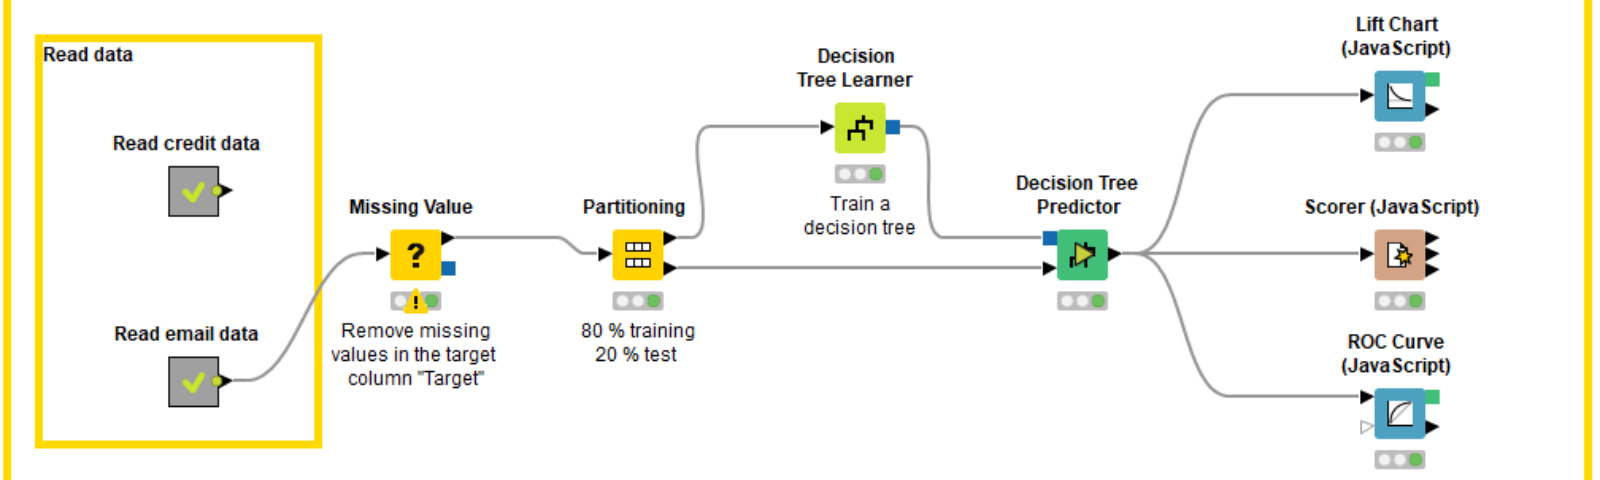 Read data
Read credit data
Read email data
Missing Value
?
!
Remove missing
values in the target
column "Target"
Partitioning
80 % training
20 % test
Decision
Tree Learner
Train a
decision tree
Decision Tree
Predictor
Lift Chart
(JavaScript)
Scorer (JavaScript)
ROC Curve
(JavaScript)